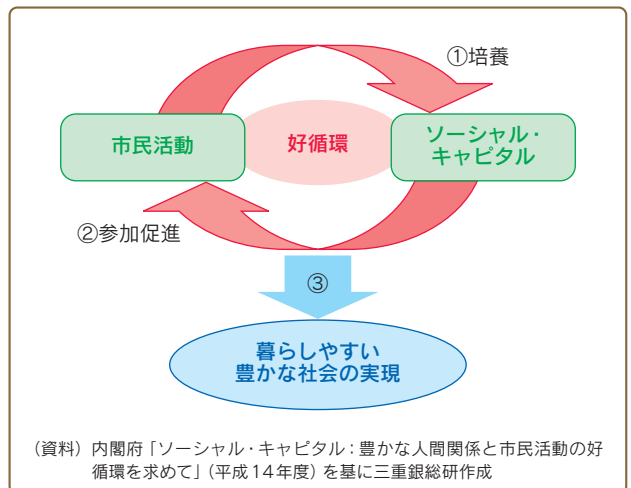 ①培養
市民活動
好循環
ソーシャル・
キャピタル
②参加促進
③
暮らしやすい
豊かな社会の実現
（資料）内閣府「ソーシャル・キャピタル：豊かな人間関係と市民活動の好
循環を求めて」（平成14年度）を基に三重銀総研作成